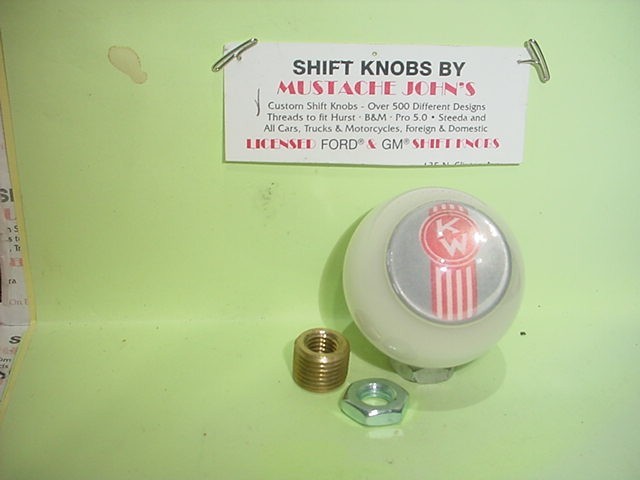 SHIFT KNOBS BY
MUSTACHE JOHN'S
Custom Shift Knobs - Over 500 Different Designs
Threads to fit Hurst · B&M · Pro 5.0 • Steeda and
All Cars, Trucks & Motorcycles, Foreign & Domestic
LICENSED FORD® & GM® SHIFT KNOBS
K
W